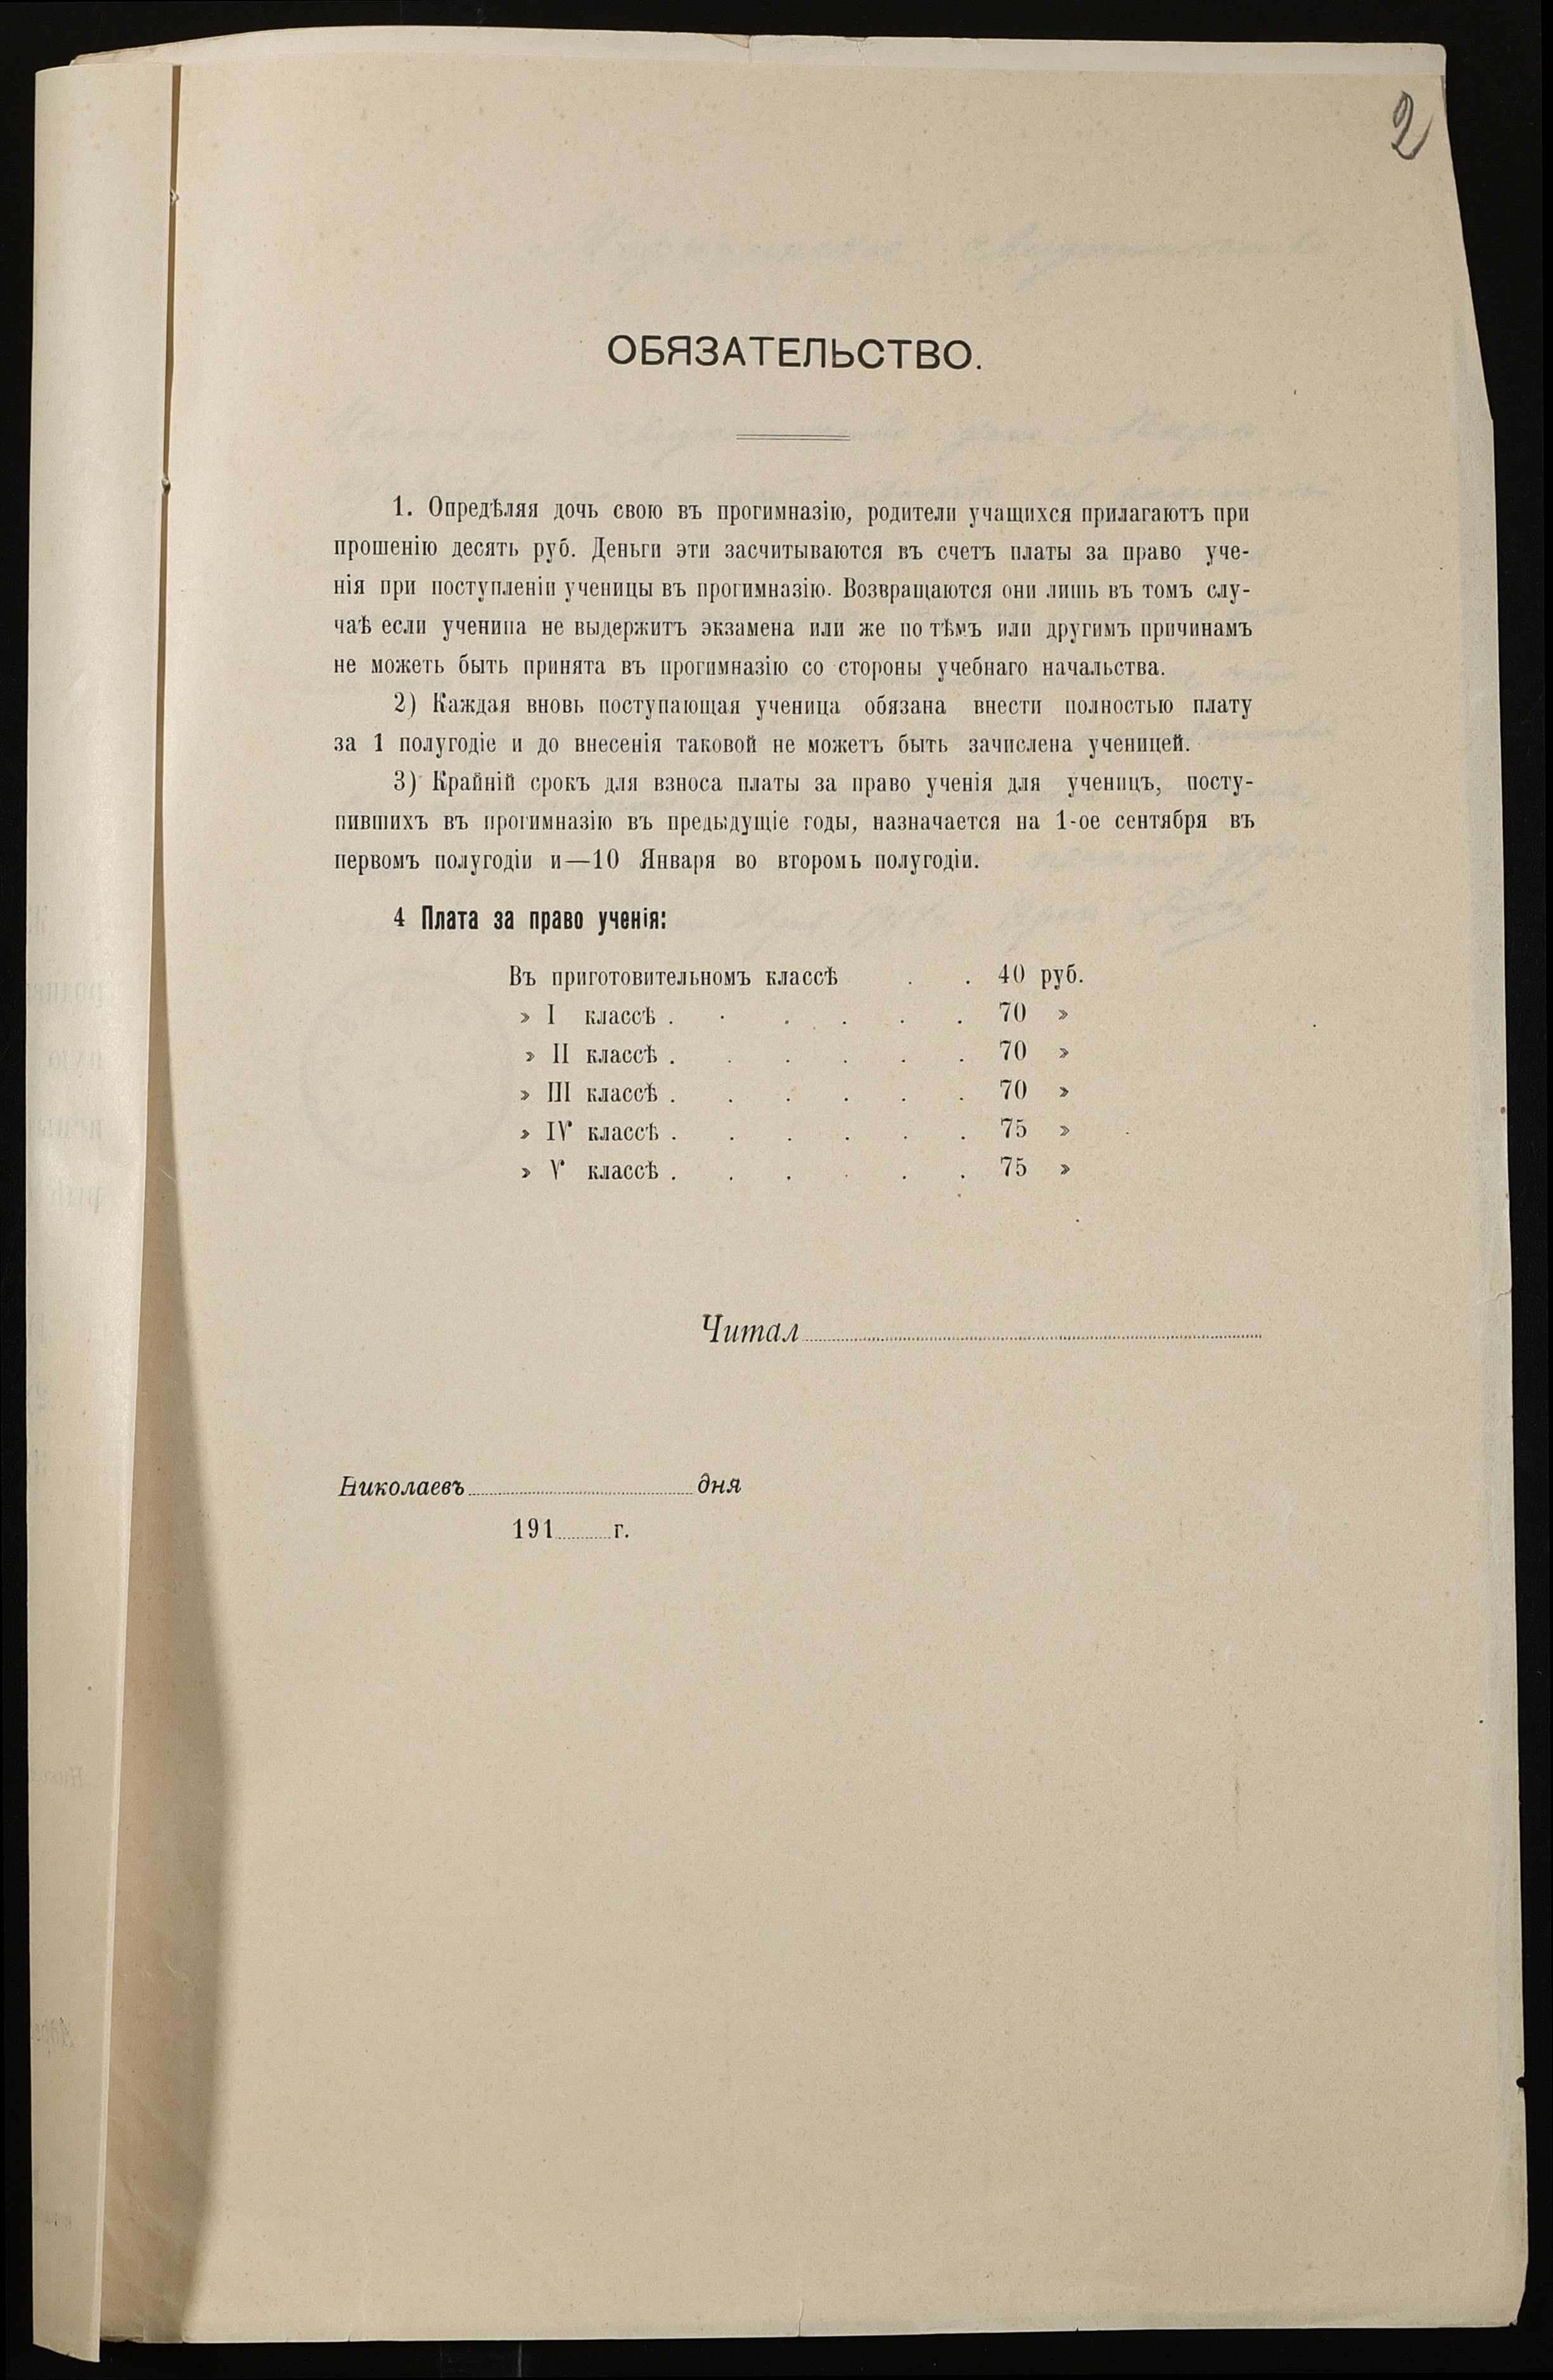 2
ОБЯЗАТЕЛЬСТВО.
1. Опредѣляя дочь свою въ прогимназію, родители учащихся прилагаютъ при
прошенію десять руб. Деньги эти засчитываются въ счетъ платы за право уче-
нія при поступленіи ученицы въ прогимназію. Возвращаются они лишь въ томъ слу-
чаѣ если ученица не выдержитъ экзамена или же по тѣмъ или другимъ причинамъ
не можеть быть принята въ прогимназію со стороны учебнаго начальства.
2) Каждая вновь поступающая ученица обязана внести полностью плату
за 1 полугодіе и до внесенія таковой не можетъ быть зачислена ученицей.
3) Крайній срокъ для взноса платы за право ученія для ученицъ, посту-
пившихъ въ прогимназію въ предыдущіе годы, назначается на 1-ое сентября въ
первомъ полугодіи и—10 Января во второмъ полугодіи.
4 Плата за право ученія:
Въ приготовительномъ классѣ . . 40 руб.
» I классѣ . . . . . . 70 »
» II классѣ . . . . . . 70 »
» III классѣ . . . . . . 70 »
» IV классѣ . . . . . . 75 »
» V классѣ . . . . . . 75 »
Читал
Николаевъ дня
191 г.